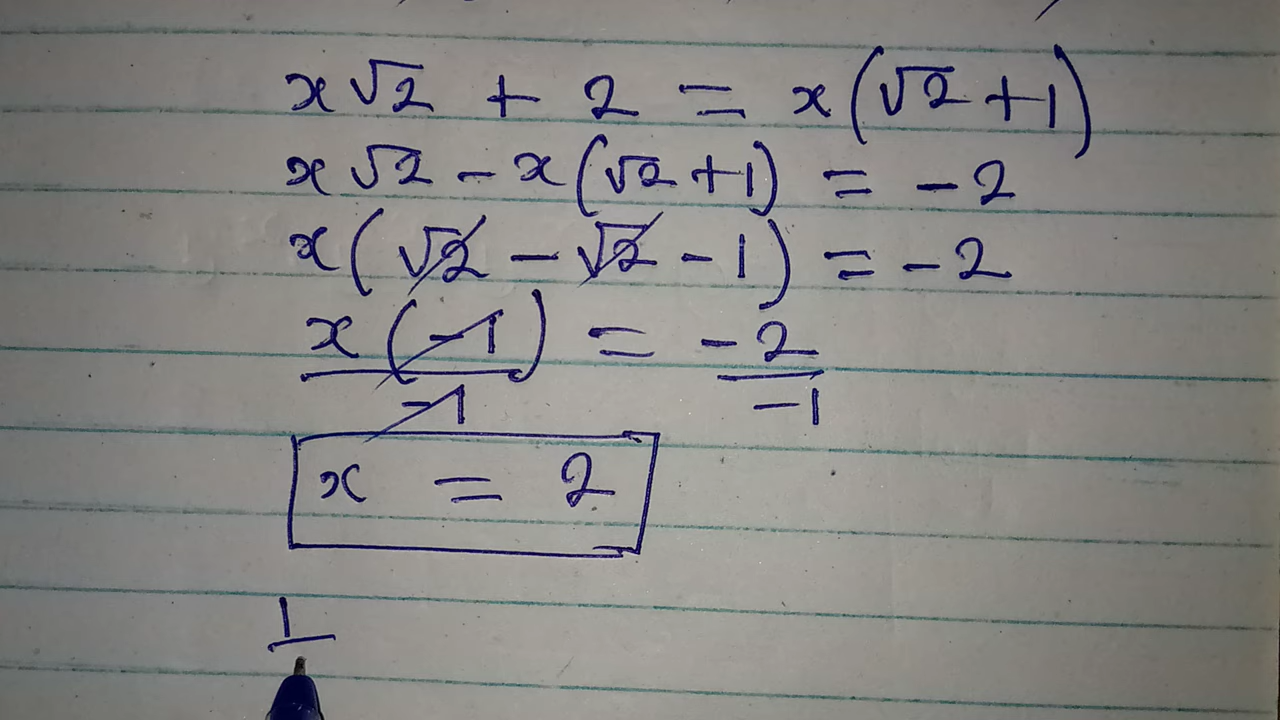 x√2 + 2 = x(√2 + 1)
x√2 - x(√2 + 1) = -2
x(√2 - √2 - 1) = -2
x(-1)/-1 = -2/-1
x = 2
1